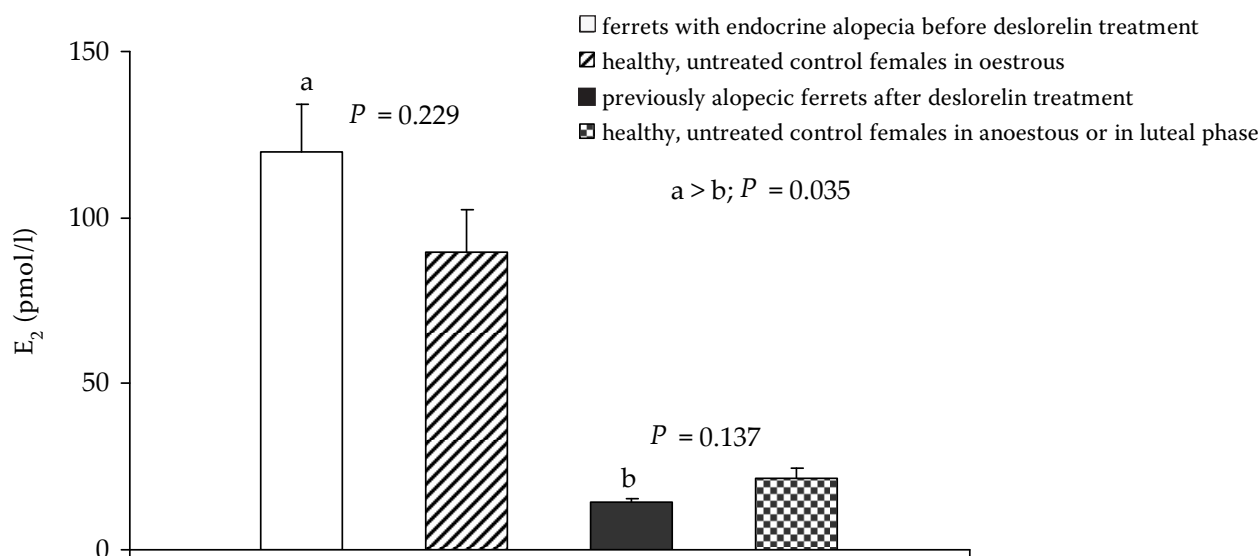 ferrets with endocrine alopecia before deslorelin treatment
healthy, untreated control females in oestrous
previously alopecic ferrets after deslorelin treatment
healthy, untreated control females in anoestous or in luteal phase
a > b; P = 0.035
E2 (pmol/l)
150
100
50
0
a
P = 0.229
P = 0.137
b